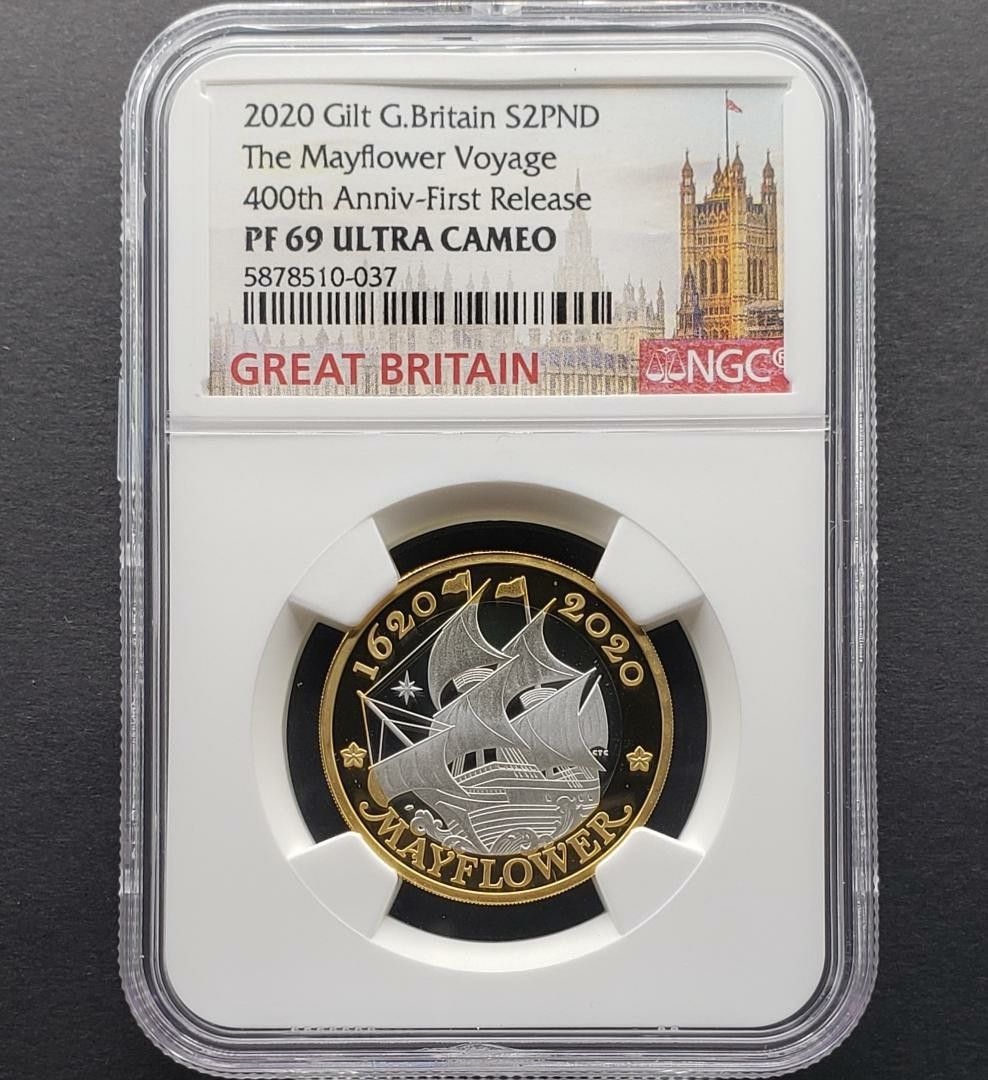 2020 Gilt G.Britain S2PND
The Mayflower Voyage
400th Anniv-First Release
PF 69 ULTRA CAMEO
5878510-037
GREAT BRITAIN
NGC®
1620 2020
CTC
MAYFLOWER